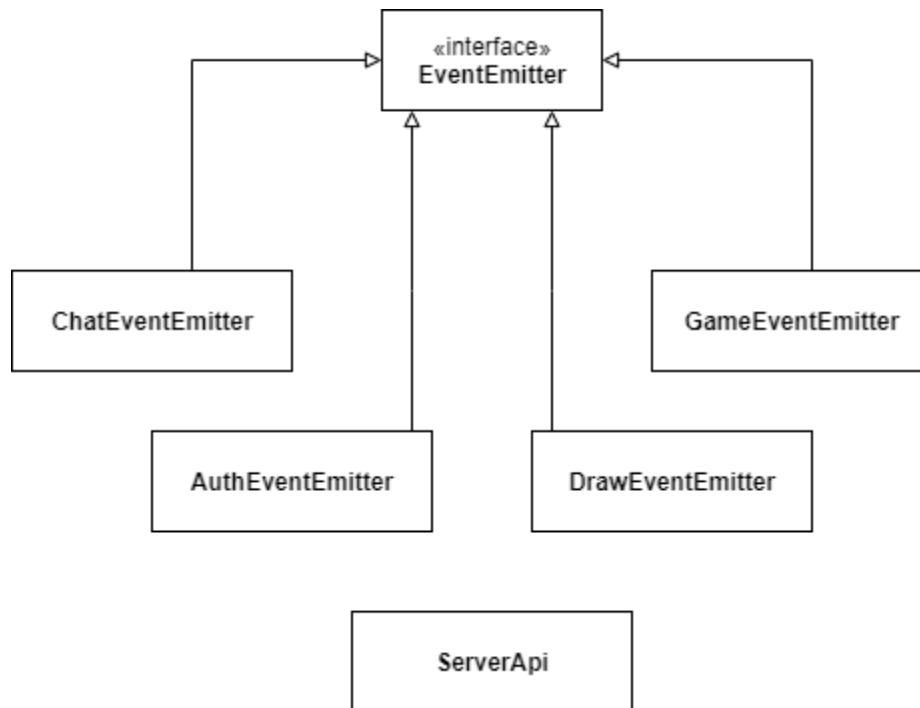 «interface»
EventEmitter
ChatEventEmitter
GameEventEmitter
AuthEventEmitter
DrawEventEmitter
ServerApi